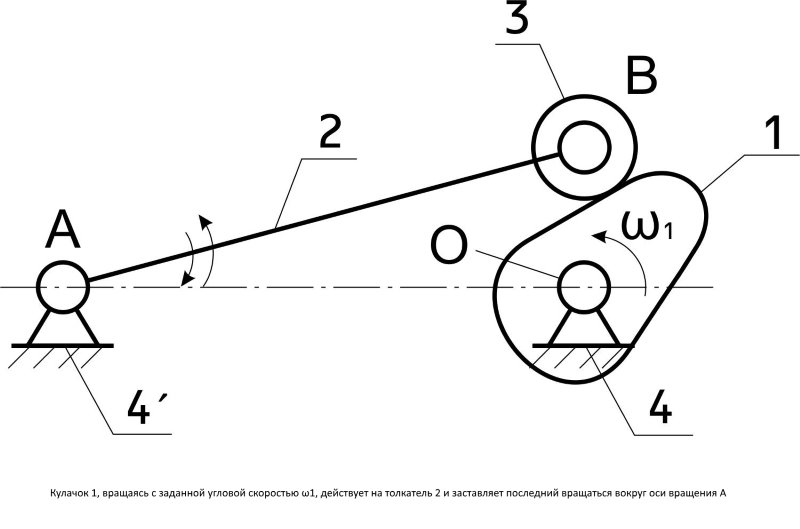 3
B
2
1
A
O
ω₁
4′
4
Кулачок 1, вращаясь с заданной угловой скоростью ω1, действует на толкатель 2 и заставляет последний вращаться вокруг оси вращения А